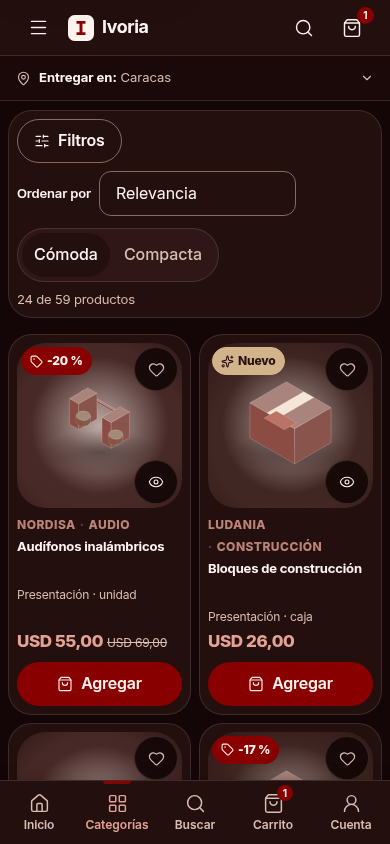 I Ivoria 1
Entregar en: Caracas
Filtros
Ordenar por Relevancia
Cómoda Compacta
24 de 59 productos
-20 %
NORDISA · AUDIO
Audífonos inalámbricos
Presentación · unidad
USD 55,00 USD 69,00
Agregar
Nuevo
LUDANIA
· CONSTRUCCIÓN
Bloques de construcción
Presentación · caja
USD 26,00
Agregar
-17 %
Inicio Categorías Buscar 1 Carrito Cuenta